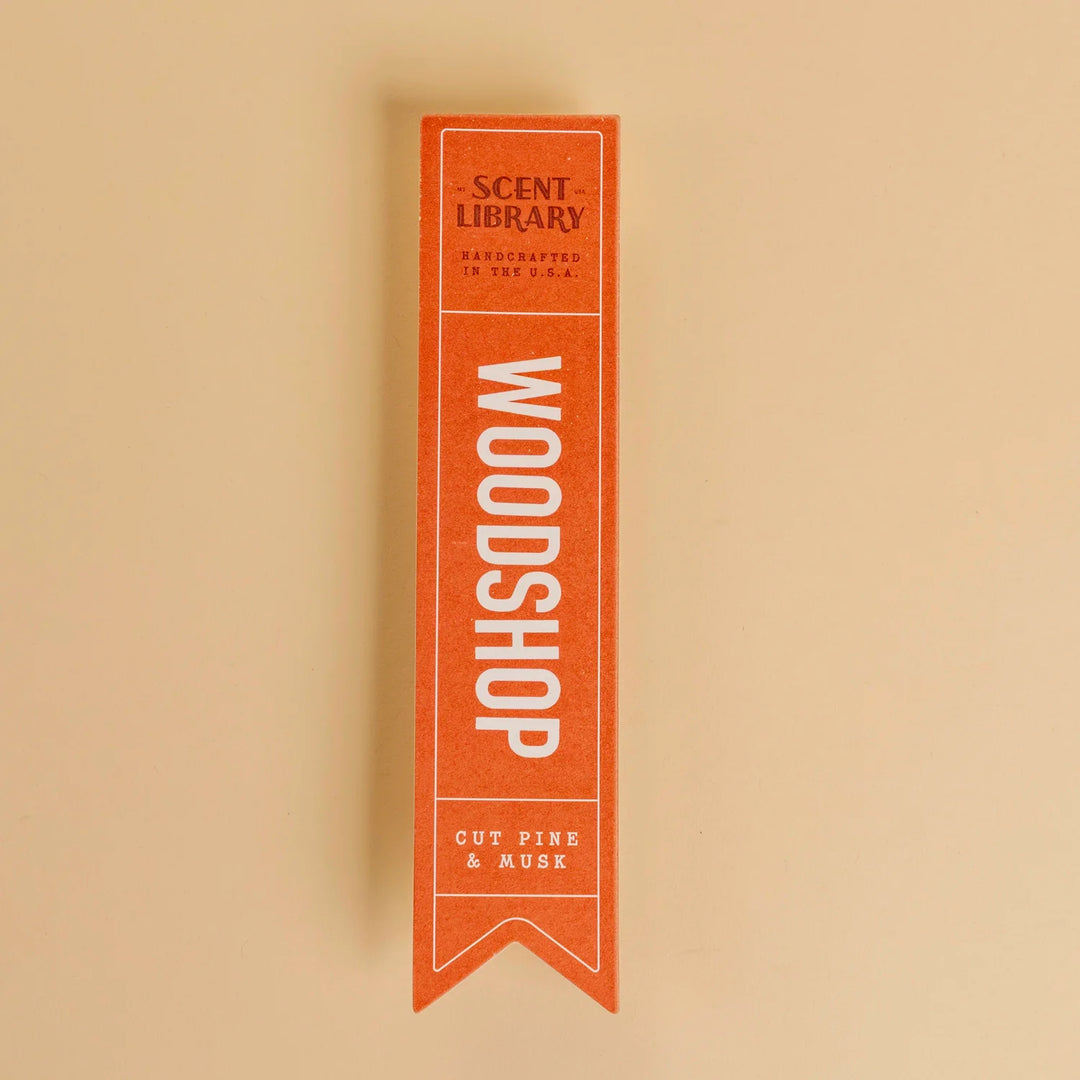 SCENT
LIBRARY
HANDCRAFTED
IN THE U.S.A.
WOODSHOP
CUT PINE
& MUSK